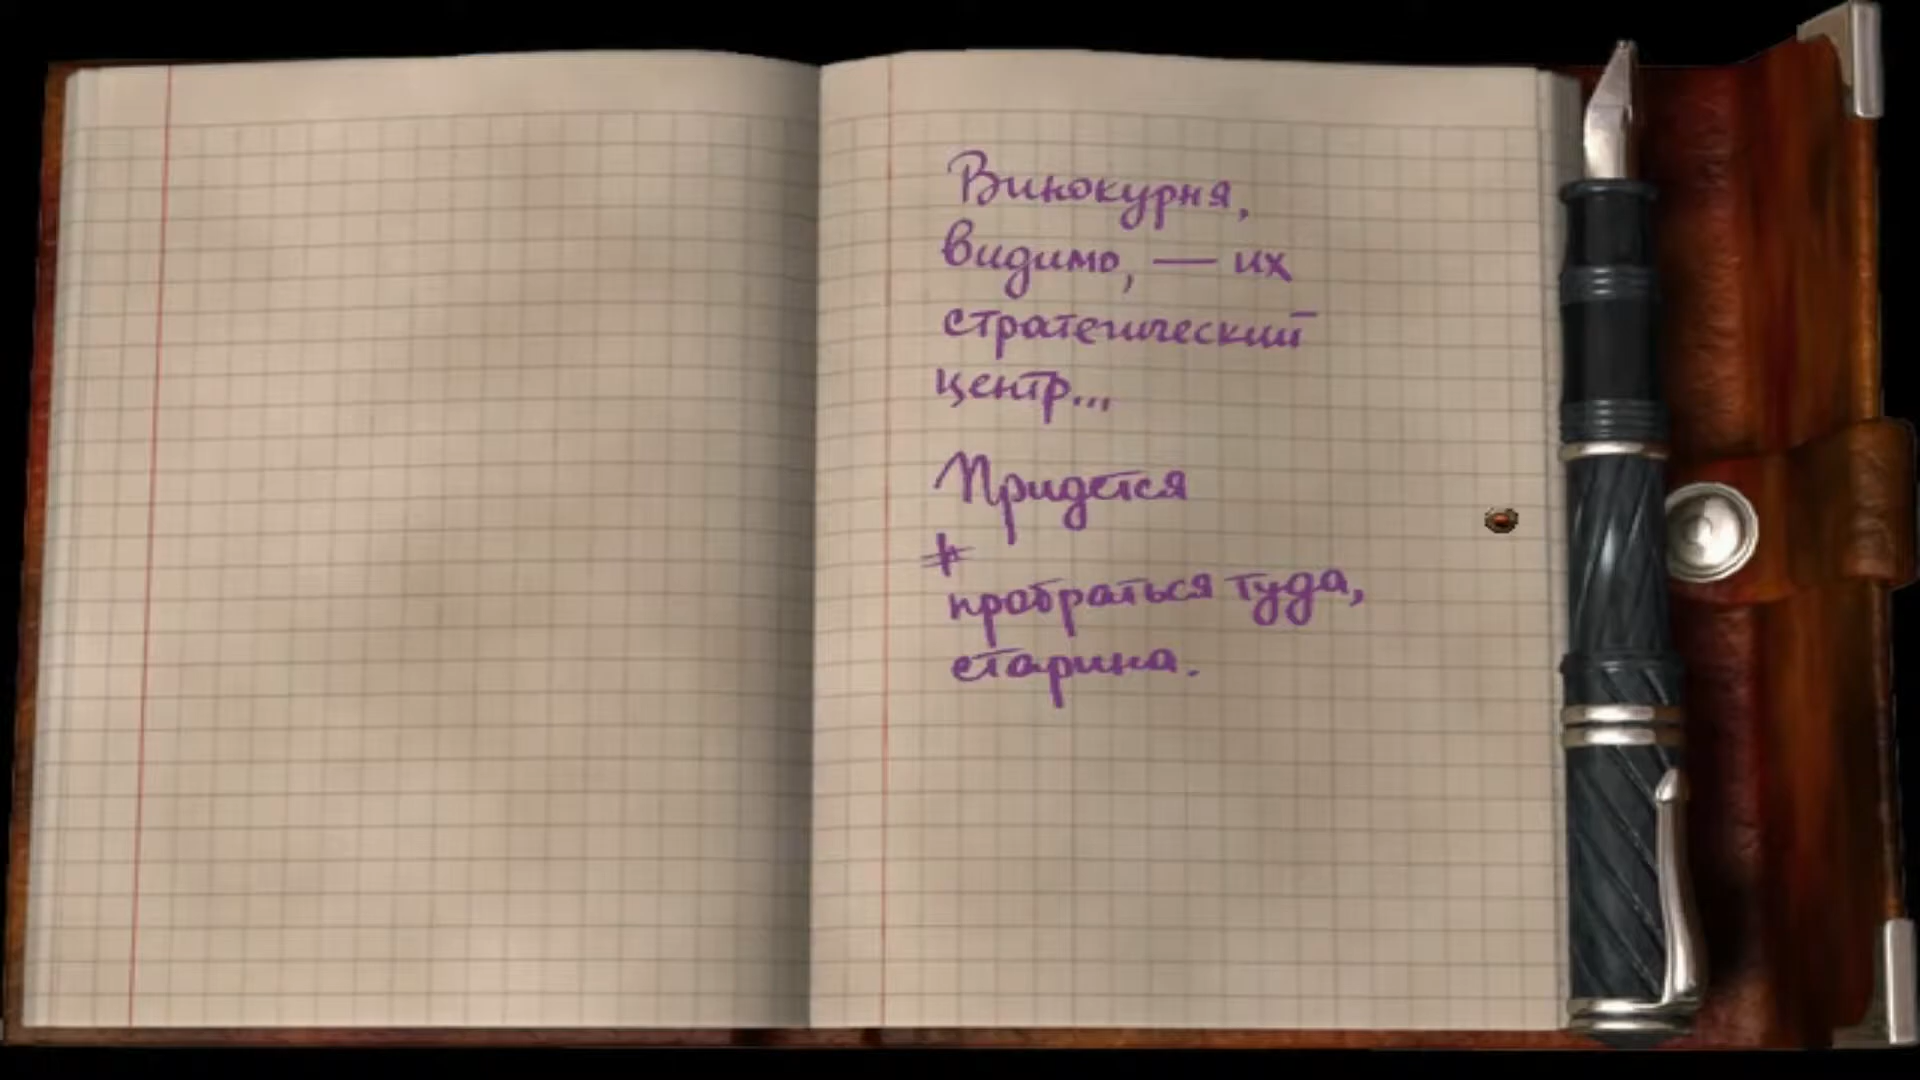 Винокурня,
видимо, — их
стратегический
центр...
Придется
пробраться туда,
старина.